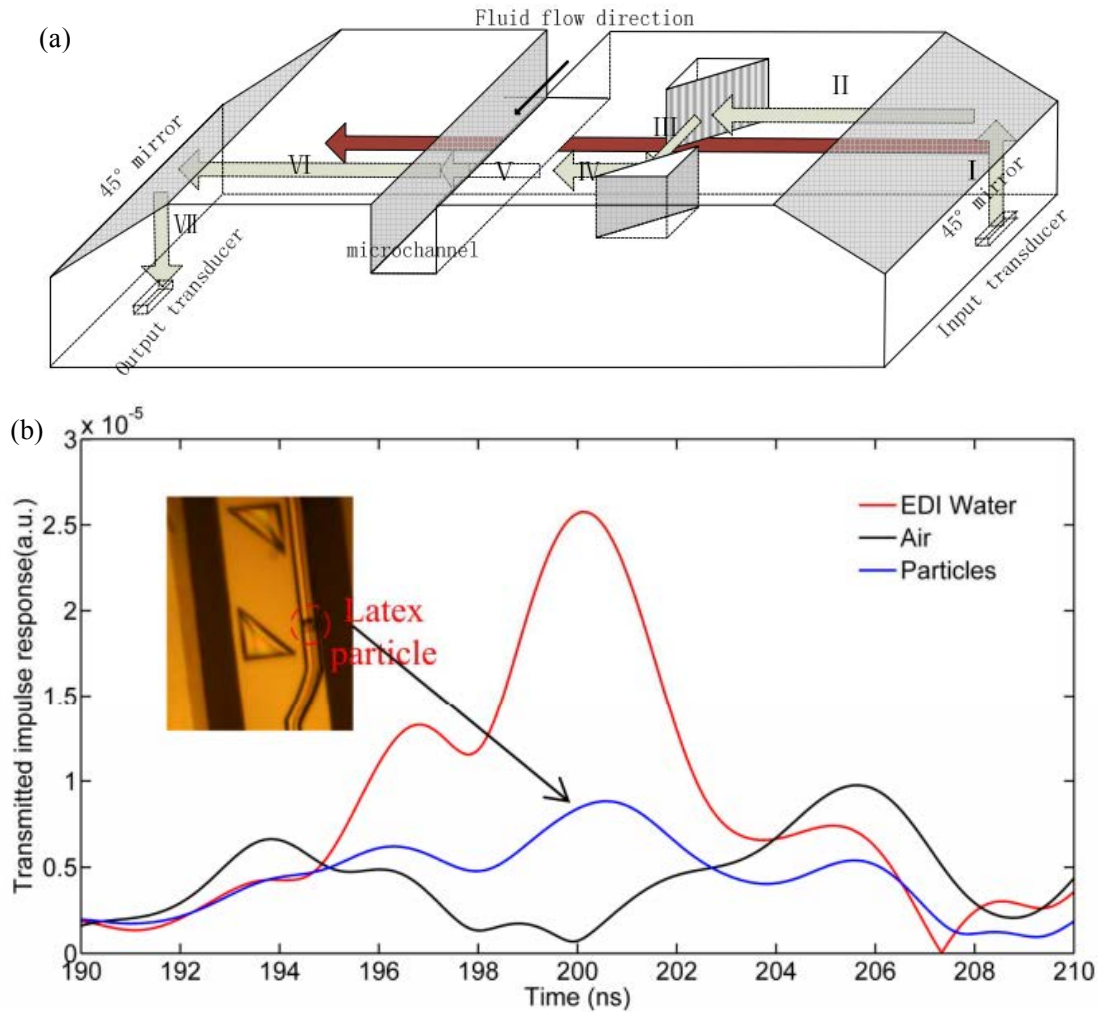 (a)
Fluid flow direction
45° mirror
Ⅱ
Ⅲ
Ⅵ
Ⅴ
Ⅳ
Ⅰ
45° mirror
Ⅶ
microchannel
Output transducer
Input transducer
(b)
3 x 10^-5
2.5
2
1.5
1
0.5
0
Transmitted impulse response(a.u.)
EDI Water
Air
Particles
Latex
particle
190 192 194 196 198 200 202 204 206 208 210
Time (ns)